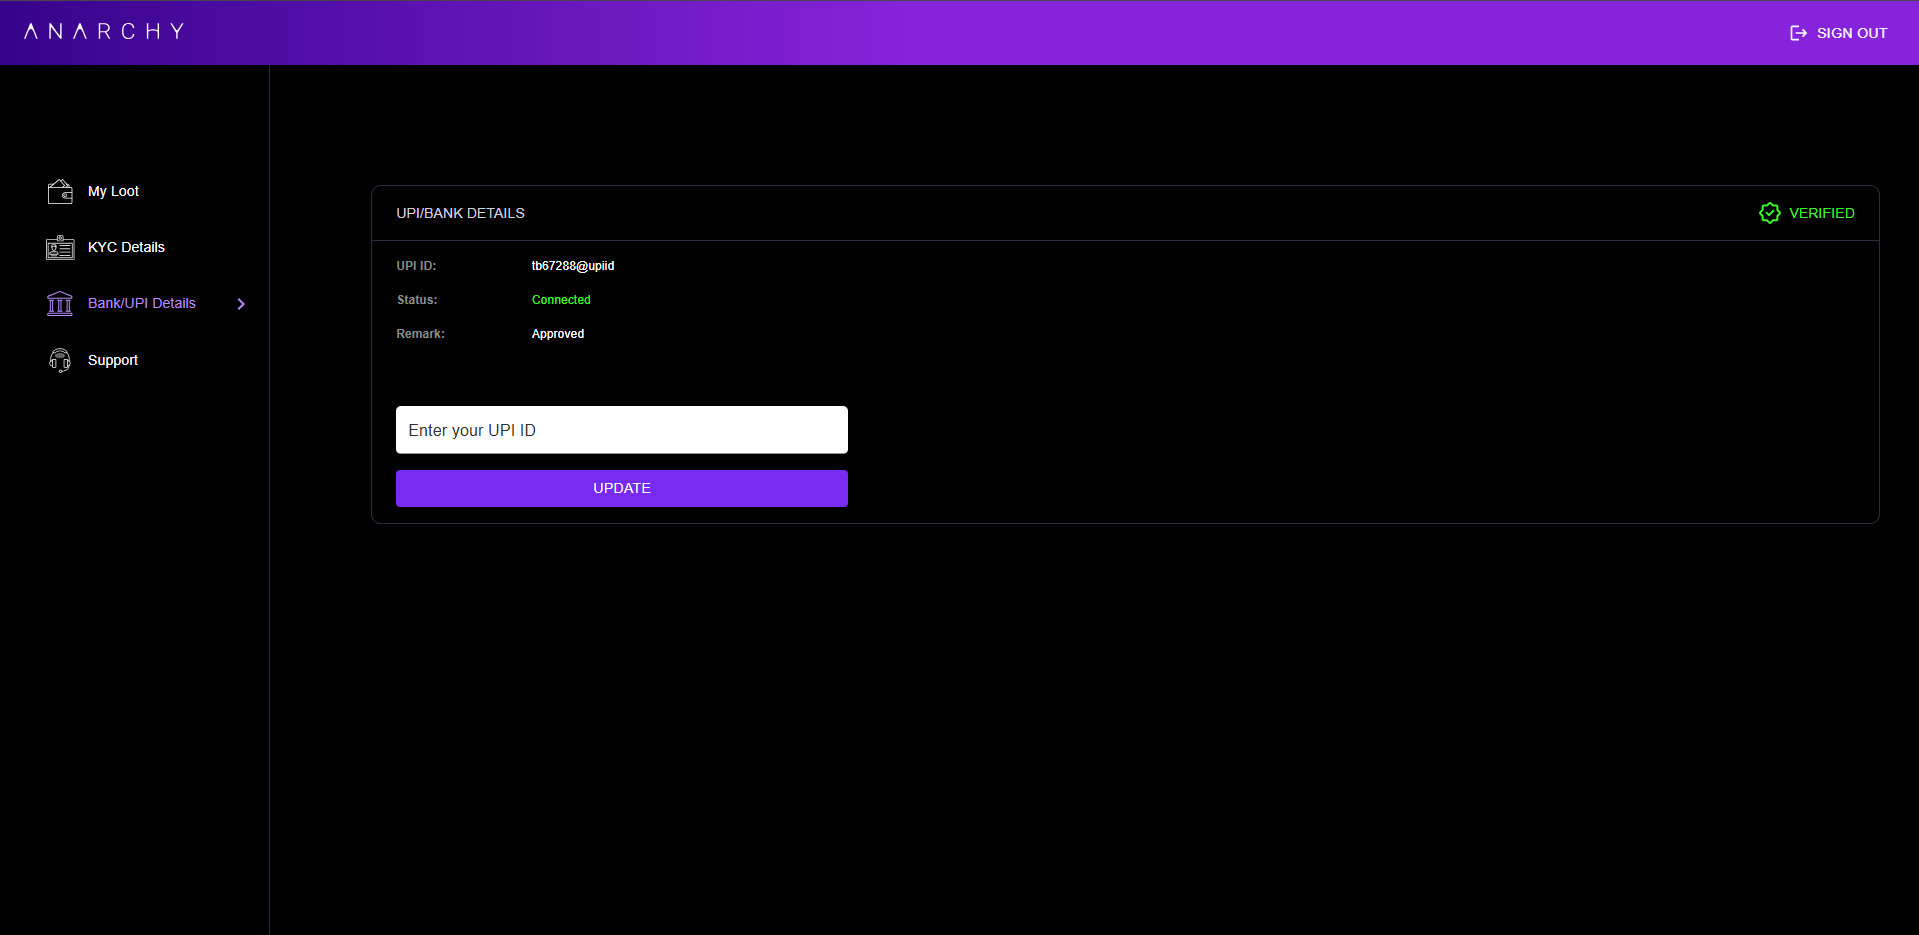 ANARCHY
SIGN OUT
My Loot
KYC Details
Bank/UPI Details
Support
UPI/BANK DETAILS
VERIFIED
UPI ID: tb67288@upiid
Status: Connected
Remark: Approved
Enter your UPI ID
UPDATE